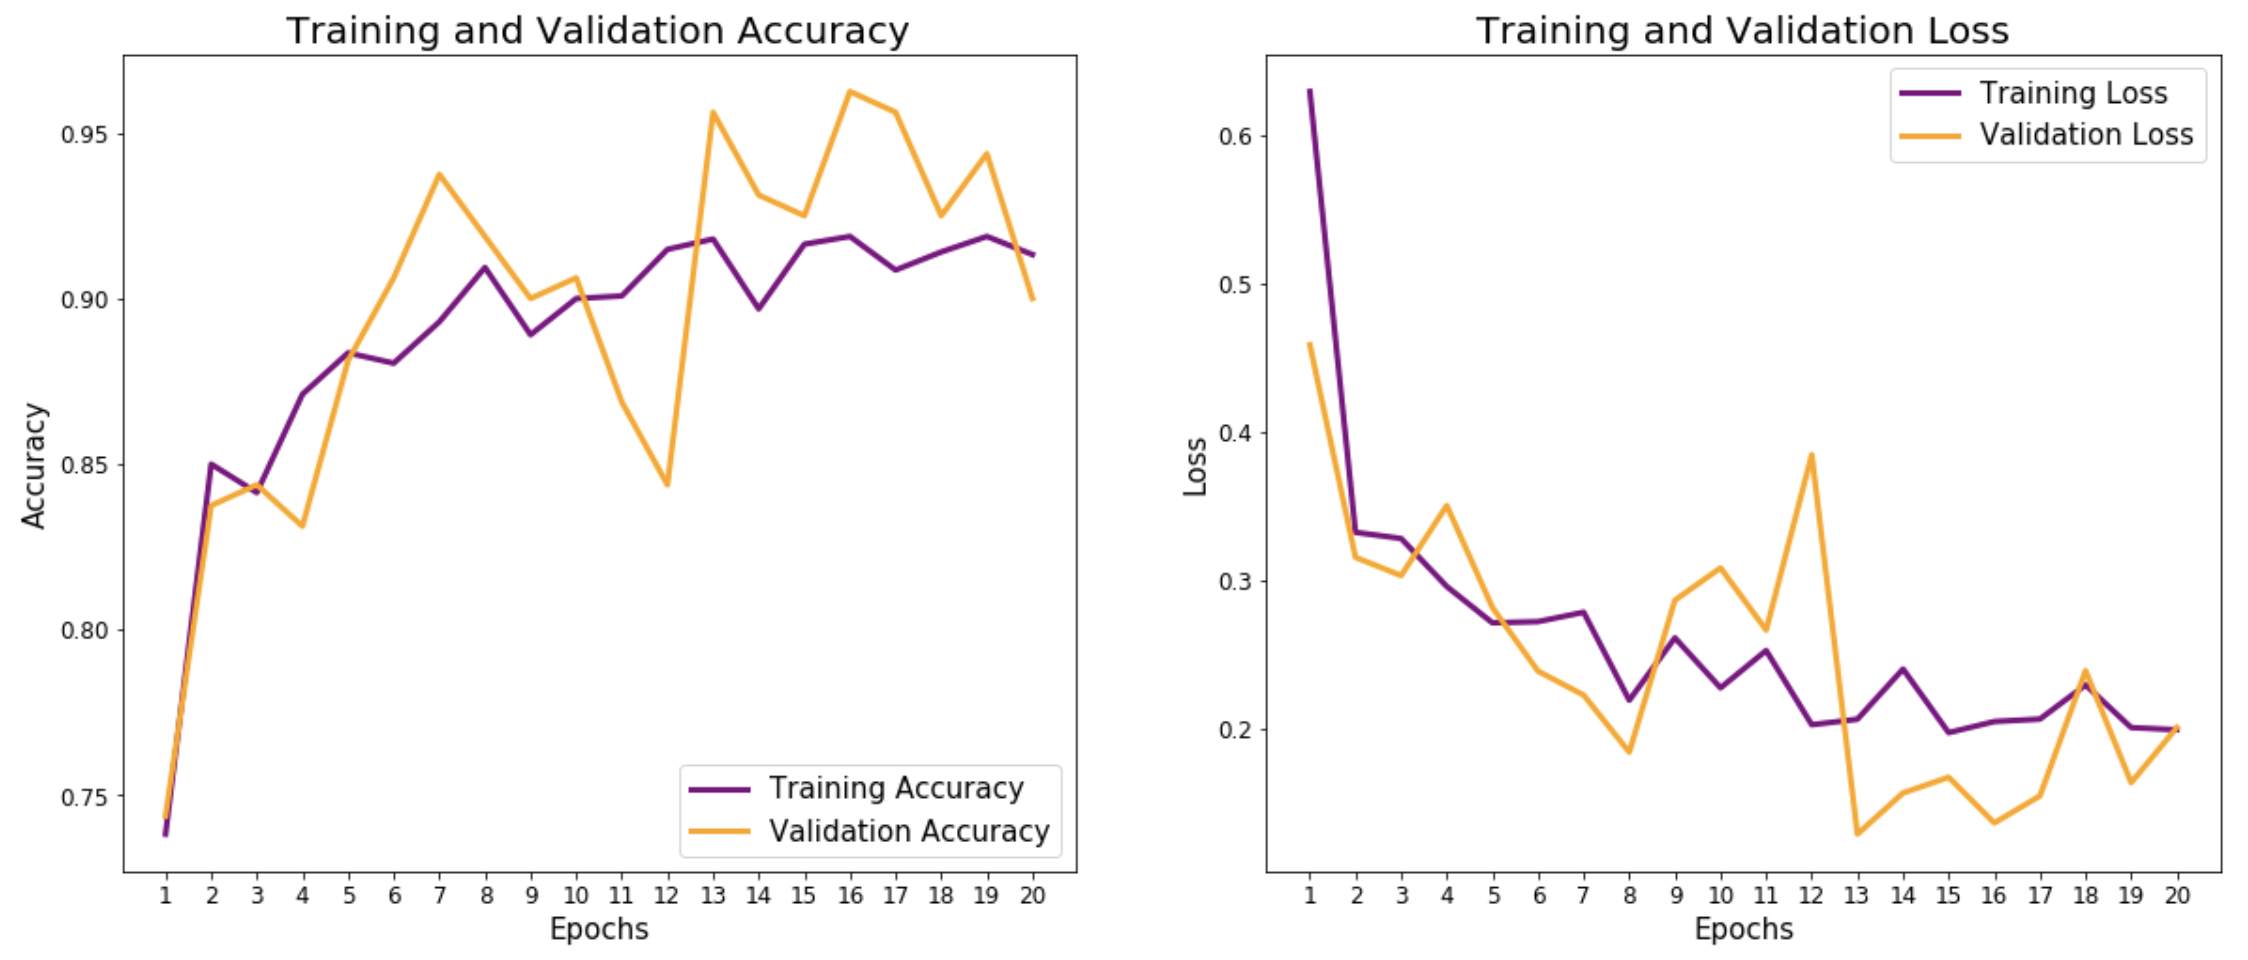 Training and Validation Accuracy
0.95
0.90
0.85
0.80
0.75
Accuracy
Training Accuracy
Validation Accuracy
1 2 3 4 5 6 7 8 9 10 11 12 13 14 15 16 17 18 19 20
Epochs
Training and Validation Loss
Training Loss
Validation Loss
0.6
0.5
0.4
0.3
0.2
Loss
1 2 3 4 5 6 7 8 9 10 11 12 13 14 15 16 17 18 19 20
Epochs